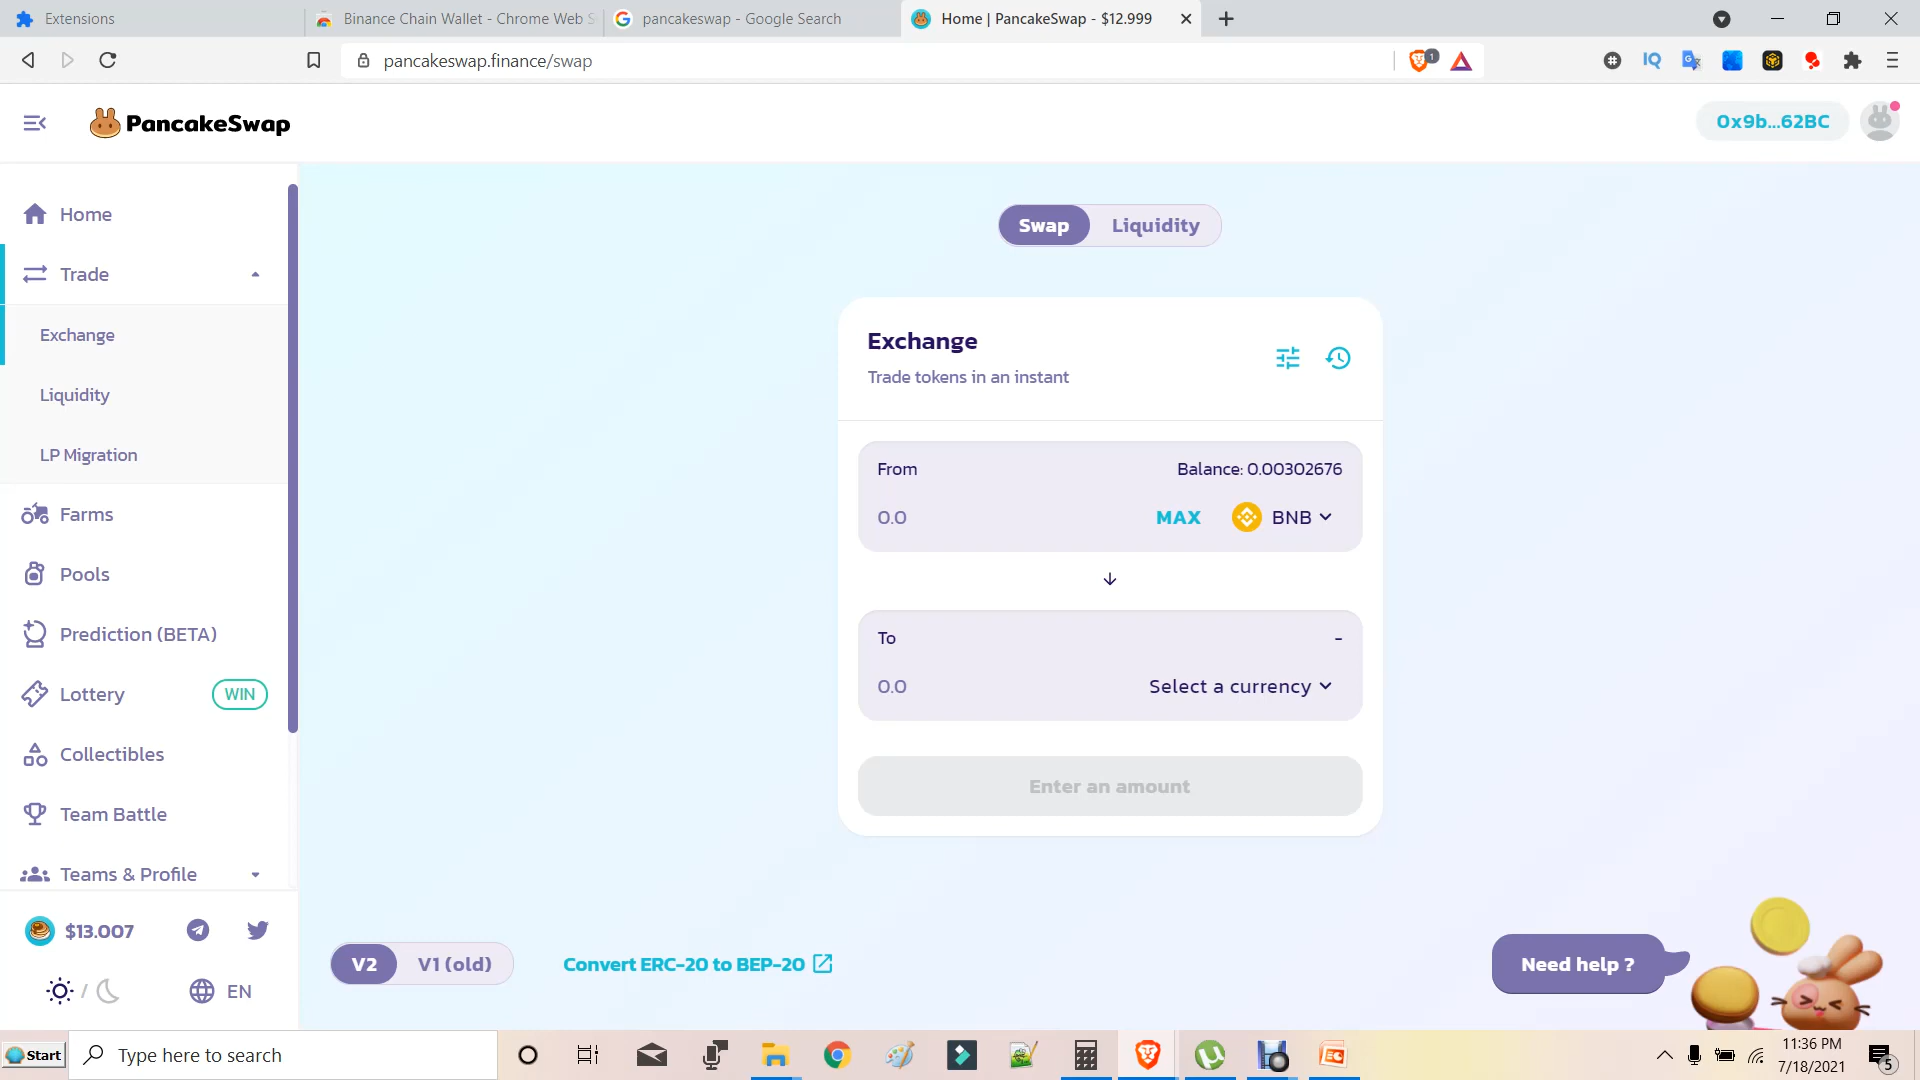 Extensions
Binance Chain Wallet - Chrome Web S
pancakeswap - Google Search
Home | PancakeSwap - $12.999
pancakeswap.finance/swap
1
IQ
PancakeSwap
0x9b...62BC
Home
Trade
Exchange
Liquidity
LP Migration
Farms
Pools
Prediction (BETA)
Lottery
WIN
Collectibles
Team Battle
Teams & Profile
$13.007
EN
Swap
Liquidity
Exchange
Trade tokens in an instant
From
Balance: 0.00302676
0.0
MAX
BNB
To
-
0.0
Select a currency
Enter an amount
V2
V1 (old)
Convert ERC-20 to BEP-20
Need help ?
Start
Type here to search
11:36 PM
7/18/2021
5